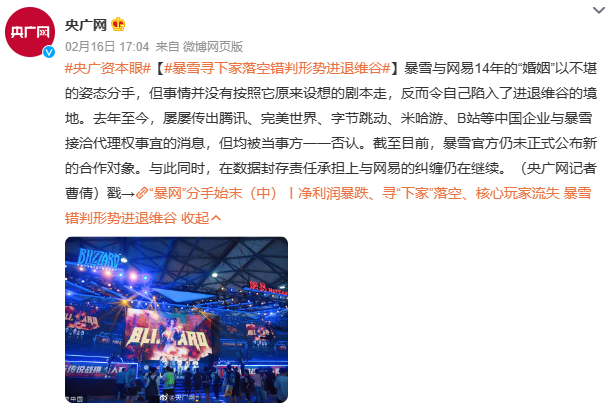 央广网
央广网
02月16日 17:04 来自 微博网页版
#央广资本眼#【#暴雪寻下家落空错判形势进退维谷#】暴雪与网易14年的“婚姻”以不堪
的姿态分手，但事情并没有按照它原来设想的剧本走，反而令自己陷入了进退维谷的境
地。去年至今，屡屡传出腾讯、完美世界、字节跳动、米哈游、B站等中国企业与暴雪
接洽代理权事宜的消息，但均被当事方一一否认。截至目前，暴雪官方仍未正式公布新
的合作对象。与此同时，在数据封存责任承担上与网易的纠缠仍在继续。（央广网记者
曹倩）戳→“暴网”分手始末（中）丨净利润暴跌、寻“下家”落空、核心玩家流失 暴雪
错判形势进退维谷 收起
BLIZZARD
BLIZZARD
@央广网